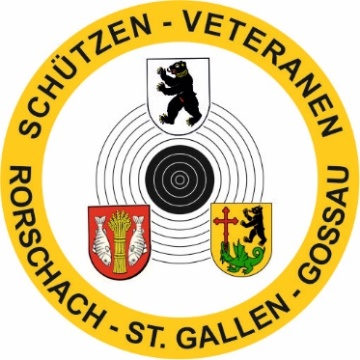 SCHÜTZEN - VETERANEN
RORSCHACH - ST. GALLEN - GOSSAU